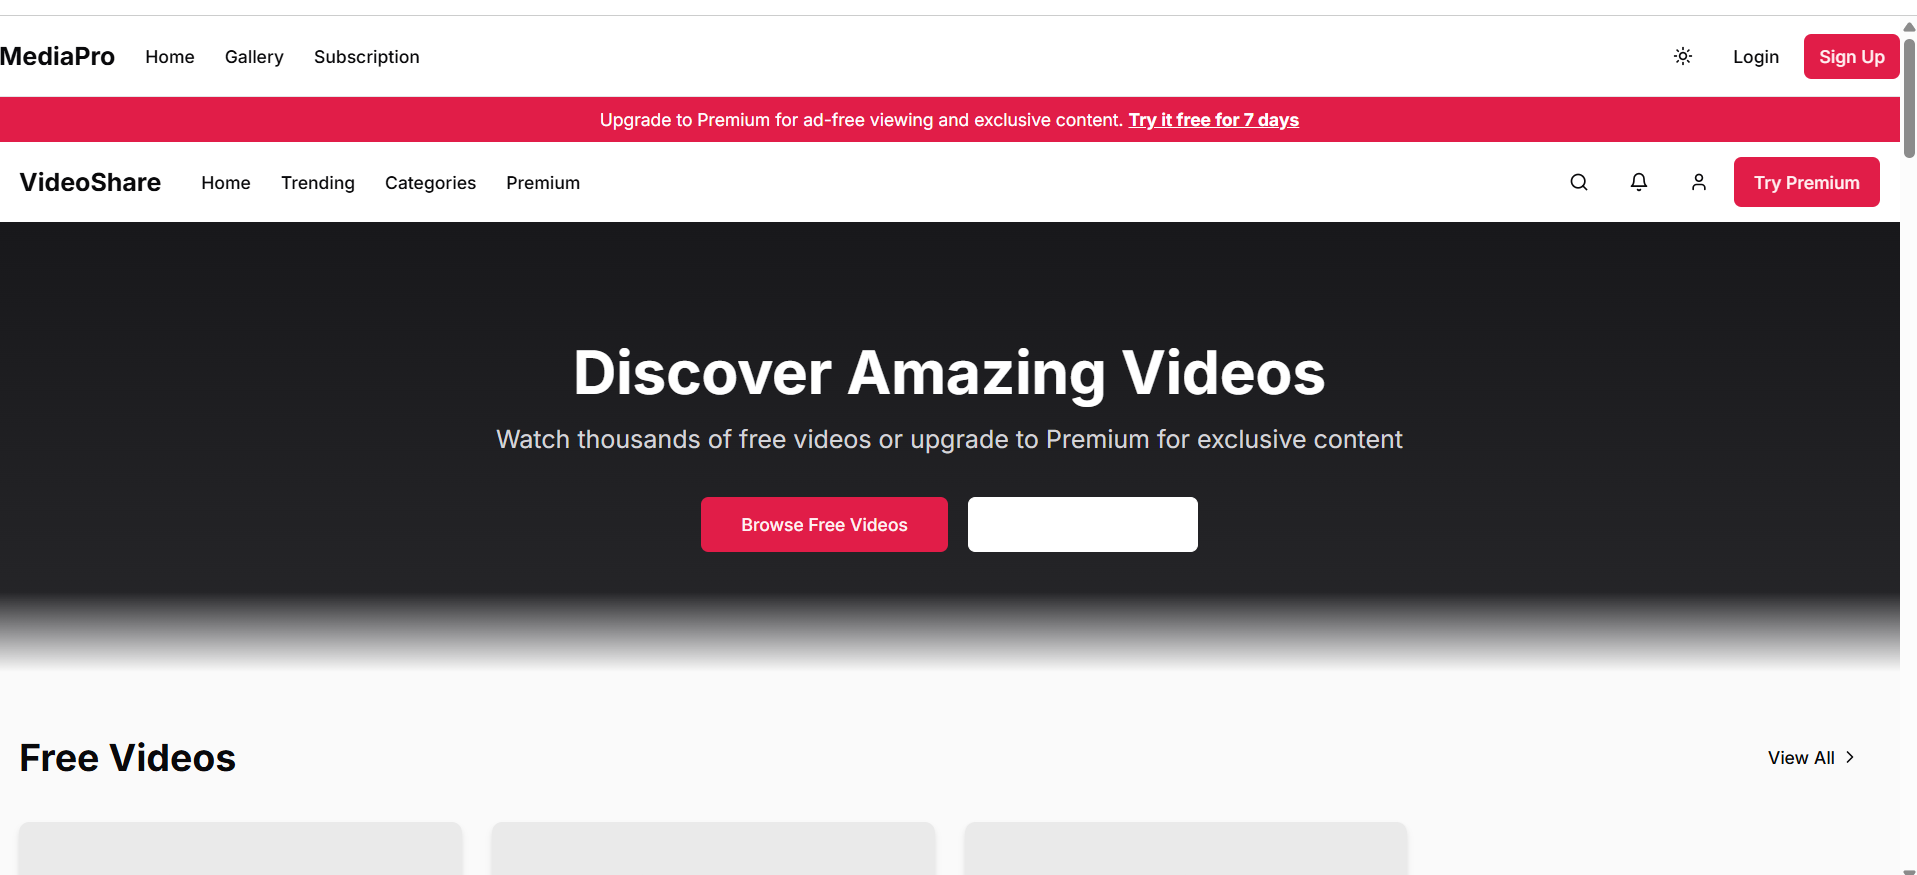 MediaPro Home Gallery Subscription Login Sign Up
Upgrade to Premium for ad-free viewing and exclusive content. Try it free for 7 days
VideoShare Home Trending Categories Premium Try Premium
Discover Amazing Videos
Watch thousands of free videos or upgrade to Premium for exclusive content
Browse Free Videos
Free Videos View All